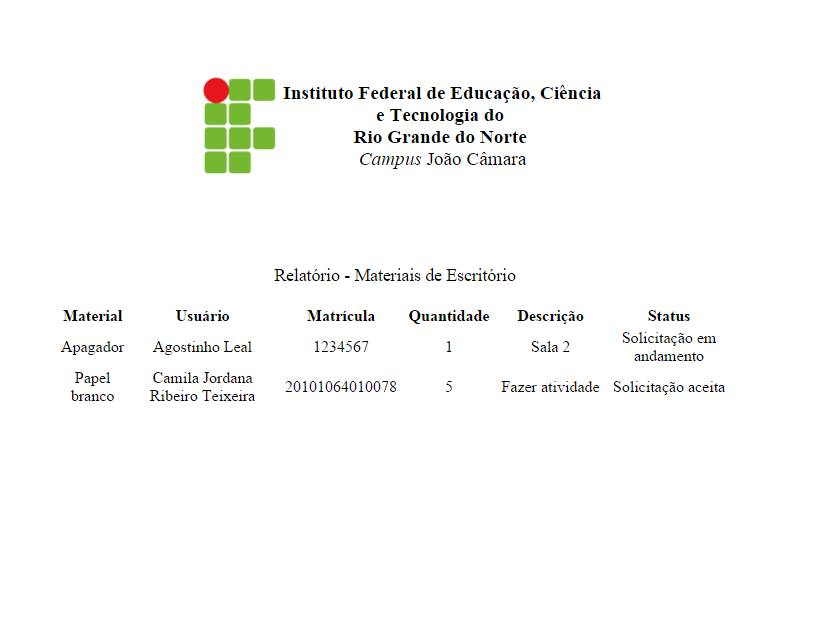 Instituto Federal de Educação, Ciência
e Tecnologia do
Rio Grande do Norte
Campus João Câmara
Relatório - Materiais de Escritório
Material Usuário Matrícula Quantidade Descrição Status
Apagador Agostinho Leal 1234567 1 Sala 2 Solicitação em
andamento
Papel
branco Camila Jordana
Ribeiro Teixeira 20101064010078 5 Fazer atividade Solicitação aceita